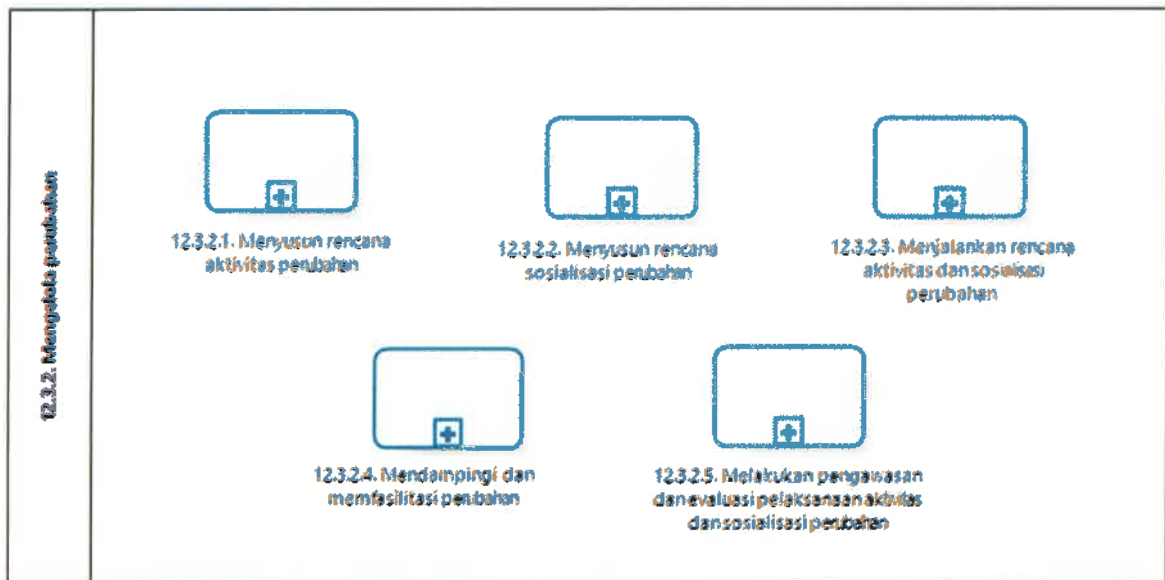 12.3.2. Mengelola perubahan
12.3.2.1. Menyusun rencana
aktivitas perubahan
12.3.2.2. Menyusun rencana
sosialisasi perubahan
12.3.2.3. Menjalankan rencana
aktivitas dan sosialisasi
perubahan
12.3.2.4. Mendampingi dan
memfasilitasi perubahan
12.3.2.5. Melakukan pengawasan
dan evaluasi pelaksanaan aktivitas
dan sosialisasi perubahan